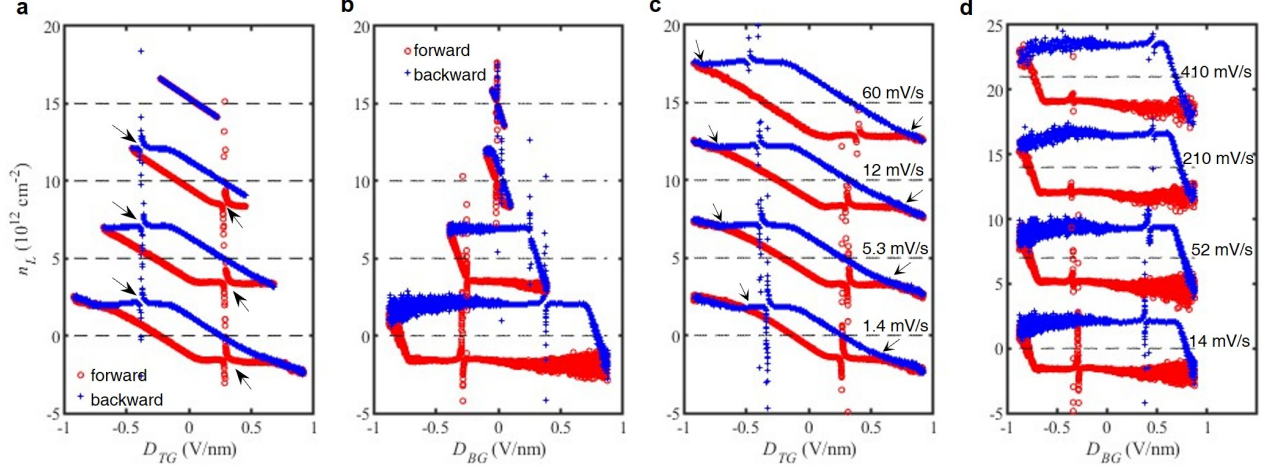 a
b
c
d
20
15
10
5
0
-5
-1
-0.5
0
0.5
1
n_L (10^12 cm^-2)
D_TG (V/nm)
forward
backward
20
15
10
5
0
-5
-1
-0.5
0
0.5
1
D_BG (V/nm)
forward
backward
20
15
10
5
0
-5
-1
-0.5
0
0.5
1
D_TG (V/nm)
60 mV/s
12 mV/s
5.3 mV/s
1.4 mV/s
25
20
15
10
5
0
-5
-1
-0.5
0
0.5
1
D_BG (V/nm)
410 mV/s
210 mV/s
52 mV/s
14 mV/s